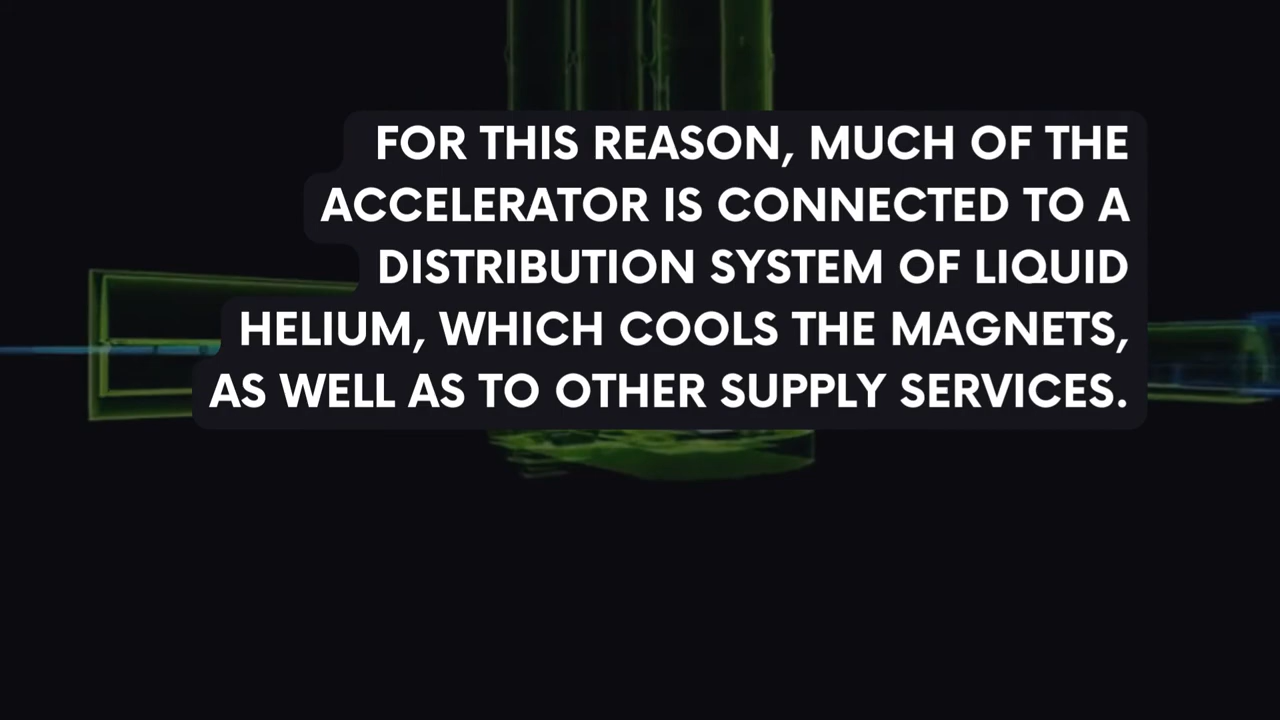 FOR THIS REASON, MUCH OF THE
ACCELERATOR IS CONNECTED TO A
DISTRIBUTION SYSTEM OF LIQUID
HELIUM, WHICH COOLS THE MAGNETS,
AS WELL AS TO OTHER SUPPLY SERVICES.